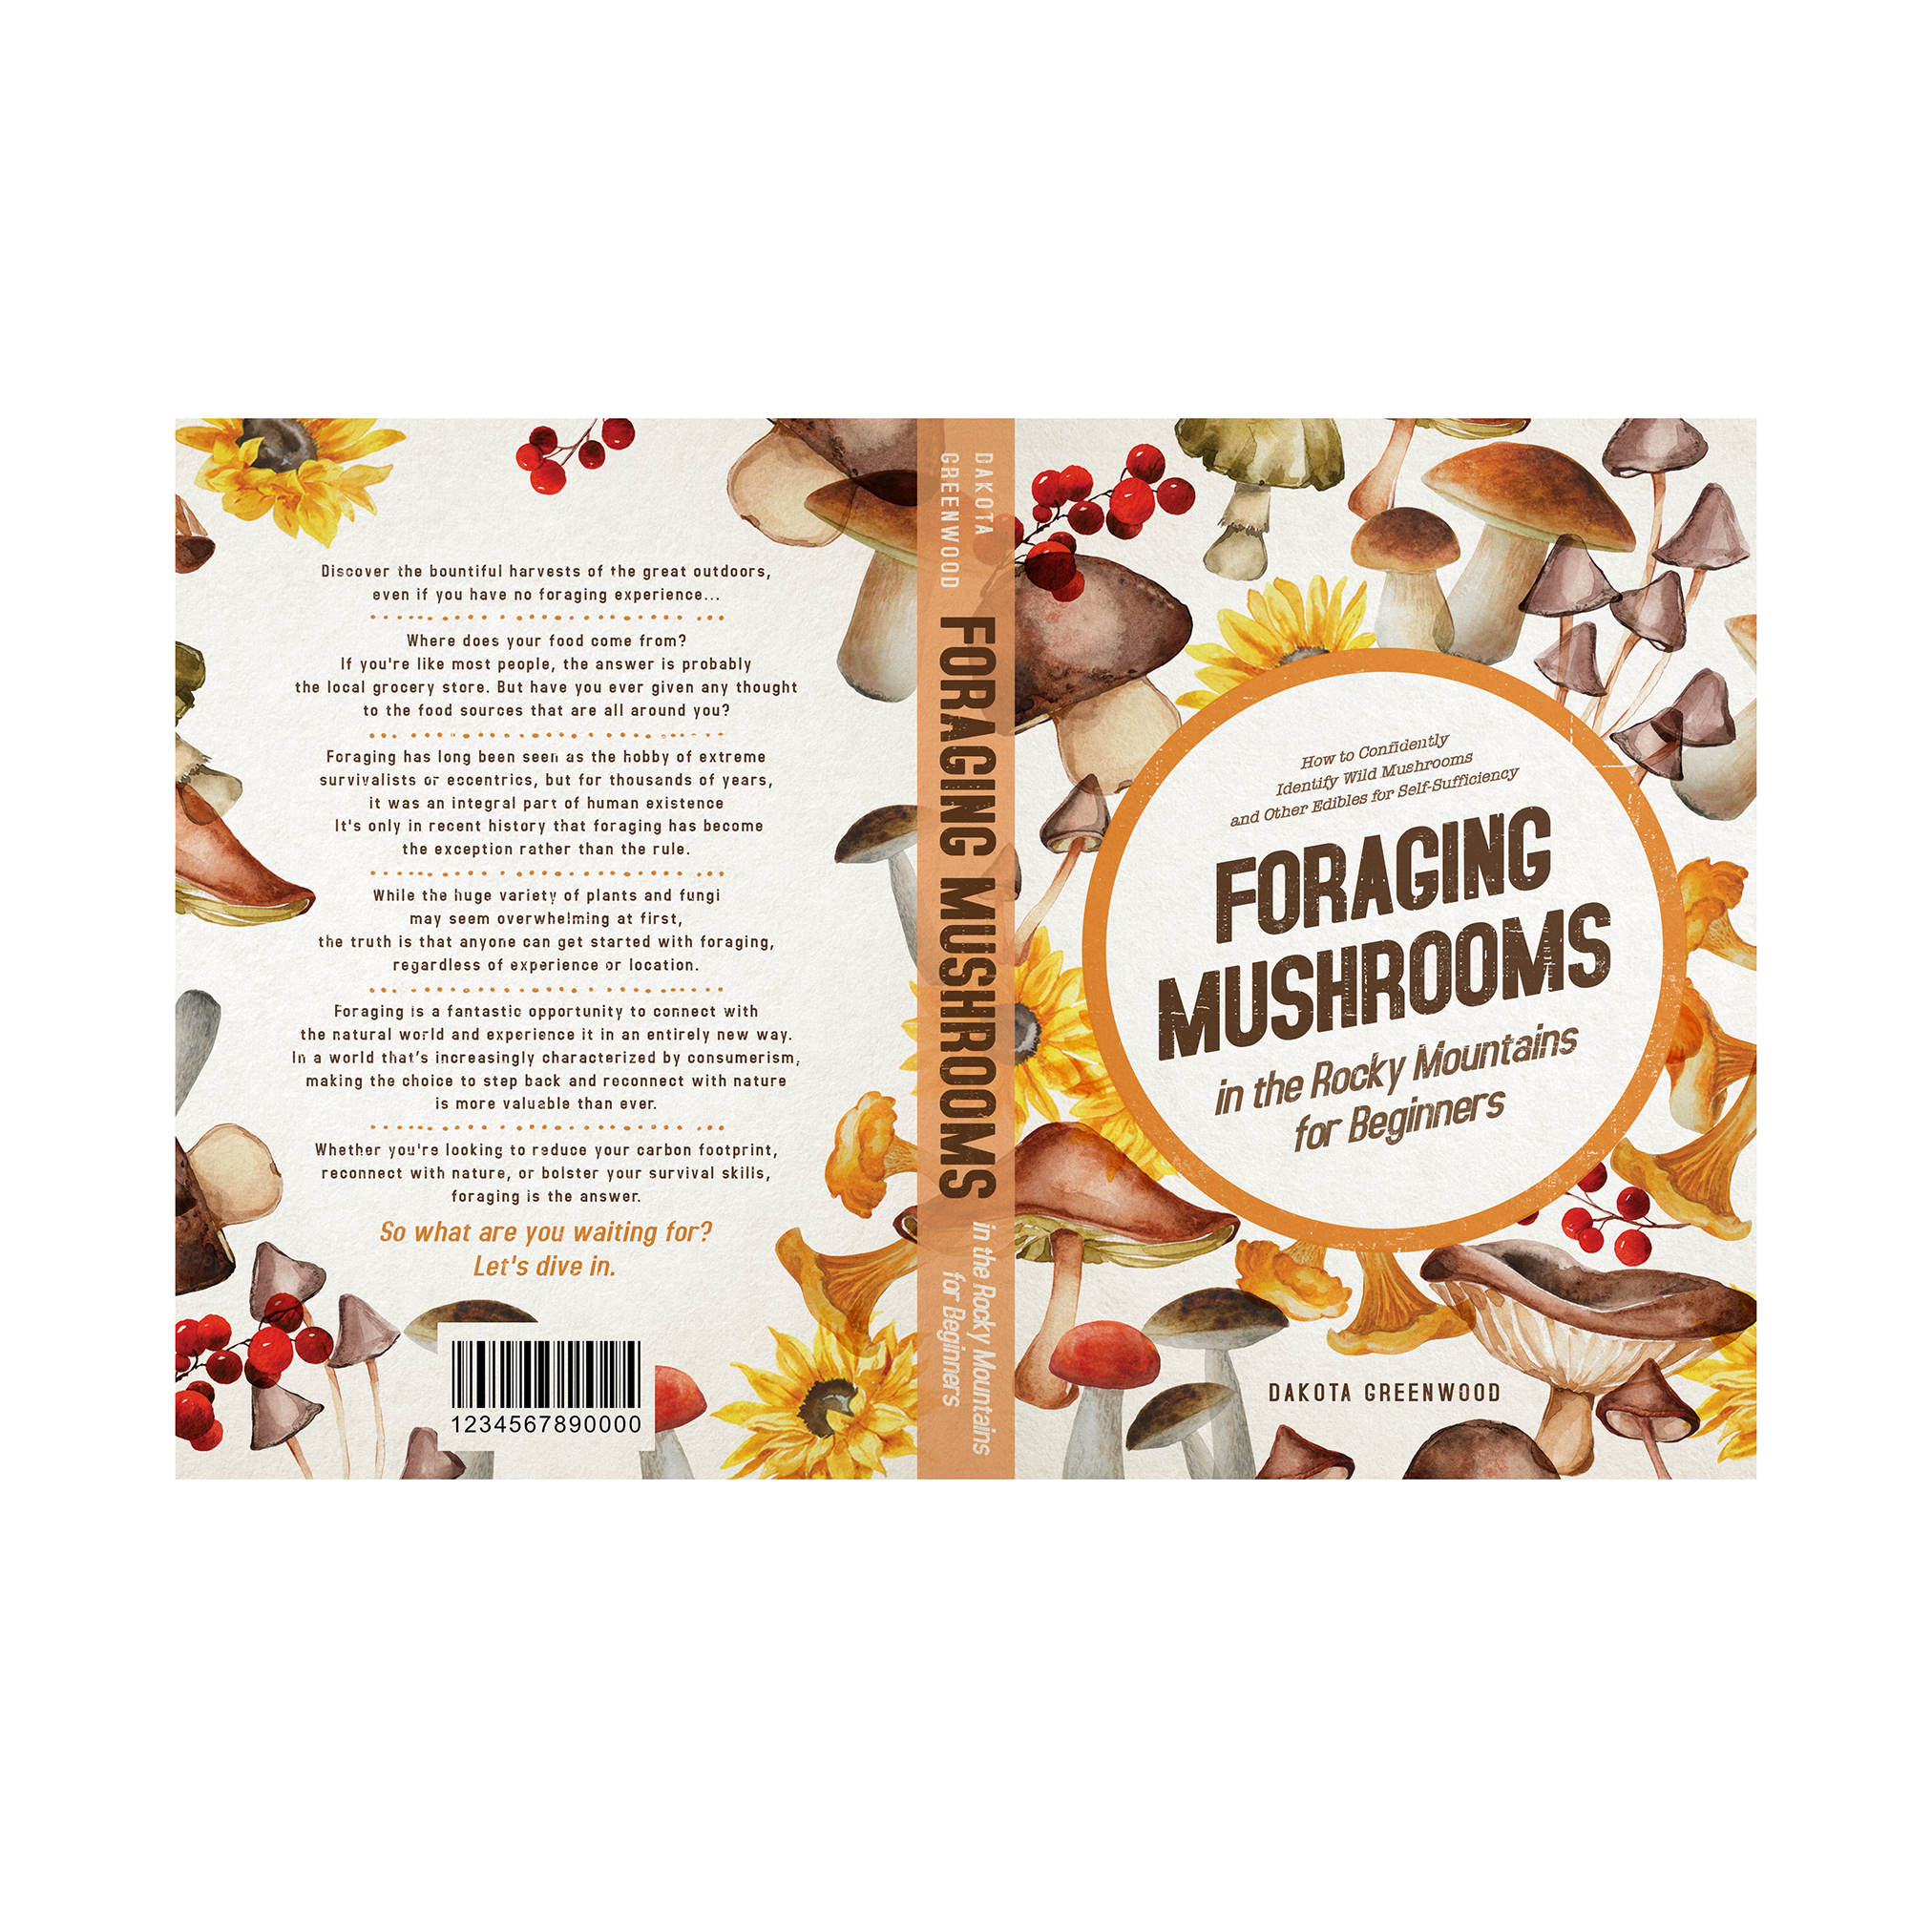 Discover the bountiful harvests of the great outdoors,
even if you have no foraging experience...
Where does your food come from?
If you're like most people, the answer is probably
the local grocery store. But have you ever given any thought
to the food sources that are all around you?
Foraging has long been seen as the hobby of extreme
survivalists or eccentrics, but for thousands of years,
it was an integral part of human existence
It's only in recent history that foraging has become
the exception rather than the rule.
While the huge variety of plants and fungi
may seem overwhelming at first,
the truth is that anyone can get started with foraging,
regardless of experience or location.
Foraging is a fantastic opportunity to connect with
the natural world and experience it in an entirely new way.
In a world that's increasingly characterized by consumerism,
making the choice to step back and reconnect with nature
is more valuable than ever.
Whether you're looking to reduce your carbon footprint,
reconnect with nature, or bolster your survival skills,
foraging is the answer.
So what are you waiting for?
Let's dive in.
1234567890000
DAKOTA
GREENWOOD
FORAGING MUSHROOMS
in the Rocky Mountains
for Beginners
How to Confidently
Identify Wild Mushrooms
and Other Edibles for Self-Sufficiency
FORAGING
MUSHROOMS
in the Rocky Mountains
for Beginners
DAKOTA GREENWOOD